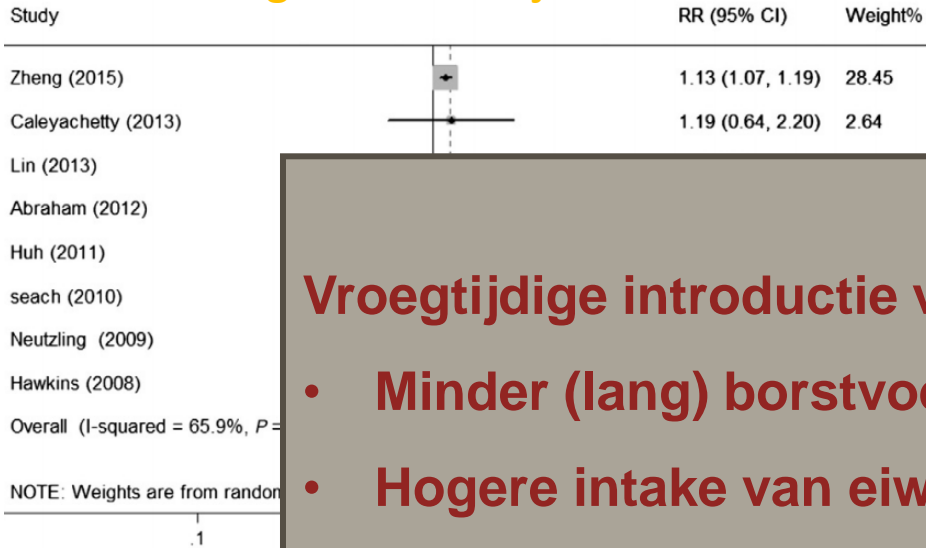 Study RR (95% CI) Weight%
Zheng (2015) 1.13 (1.07, 1.19) 28.45
Caleyachetty (2013) 1.19 (0.64, 2.20) 2.64
Lin (2013)
Abraham (2012)
Huh (2011)
seach (2010)
Neutzling (2009)
Hawkins (2008)
Overall (I-squared = 65.9%, P =
NOTE: Weights are from random
.1
Vroegtijdige introductie v
• Minder (lang) borstvoe
• Hogere intake van eiw